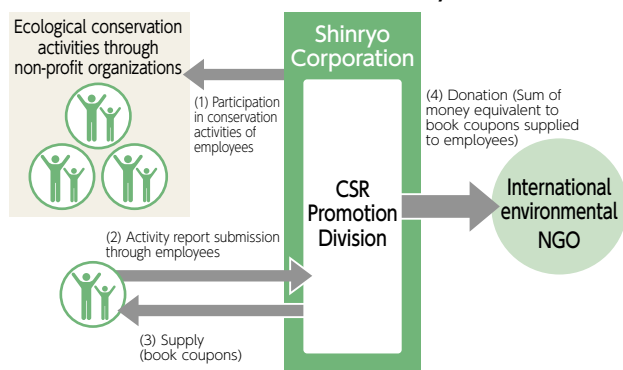 Ecological conservation
activities through
non-profit organizations
Shinryo
Corporation
(1) Participation
in conservation
activities of
employees
(4) Donation (Sum of
money equivalent to
book coupons supplied
to employees)
CSR
Promotion
Division
International
environmental
NGO
(2) Activity report submission
through employees
(3) Supply
(book coupons)